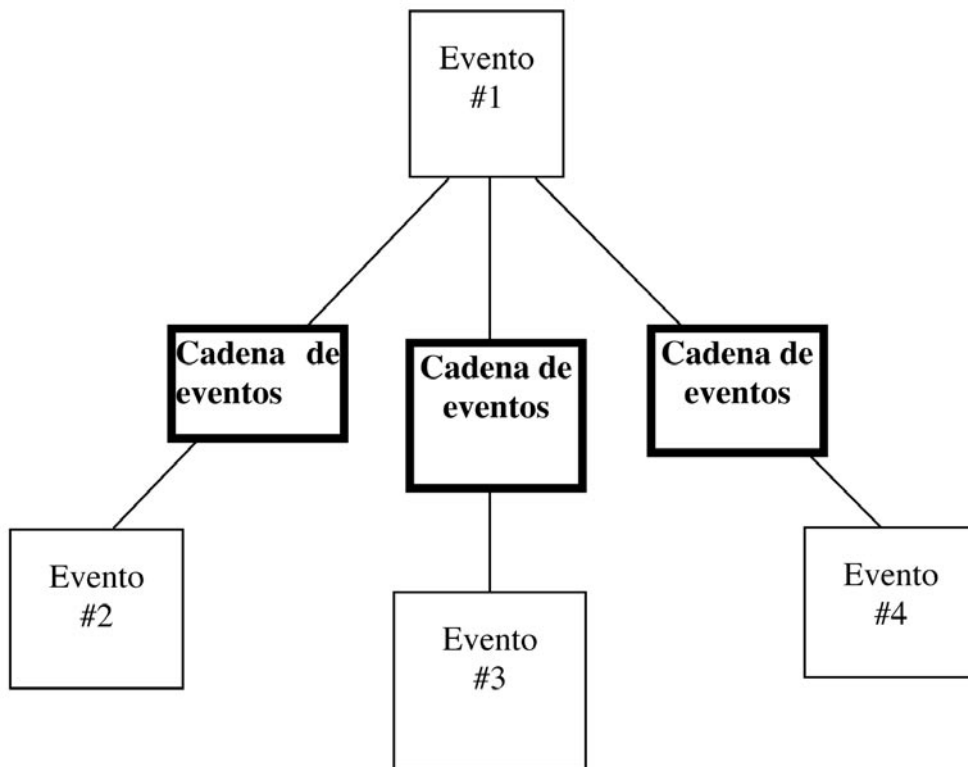 Evento
#1
Cadena de
eventos
Cadena de
eventos
Cadena de
eventos
Evento
#2
Evento
#3
Evento
#4